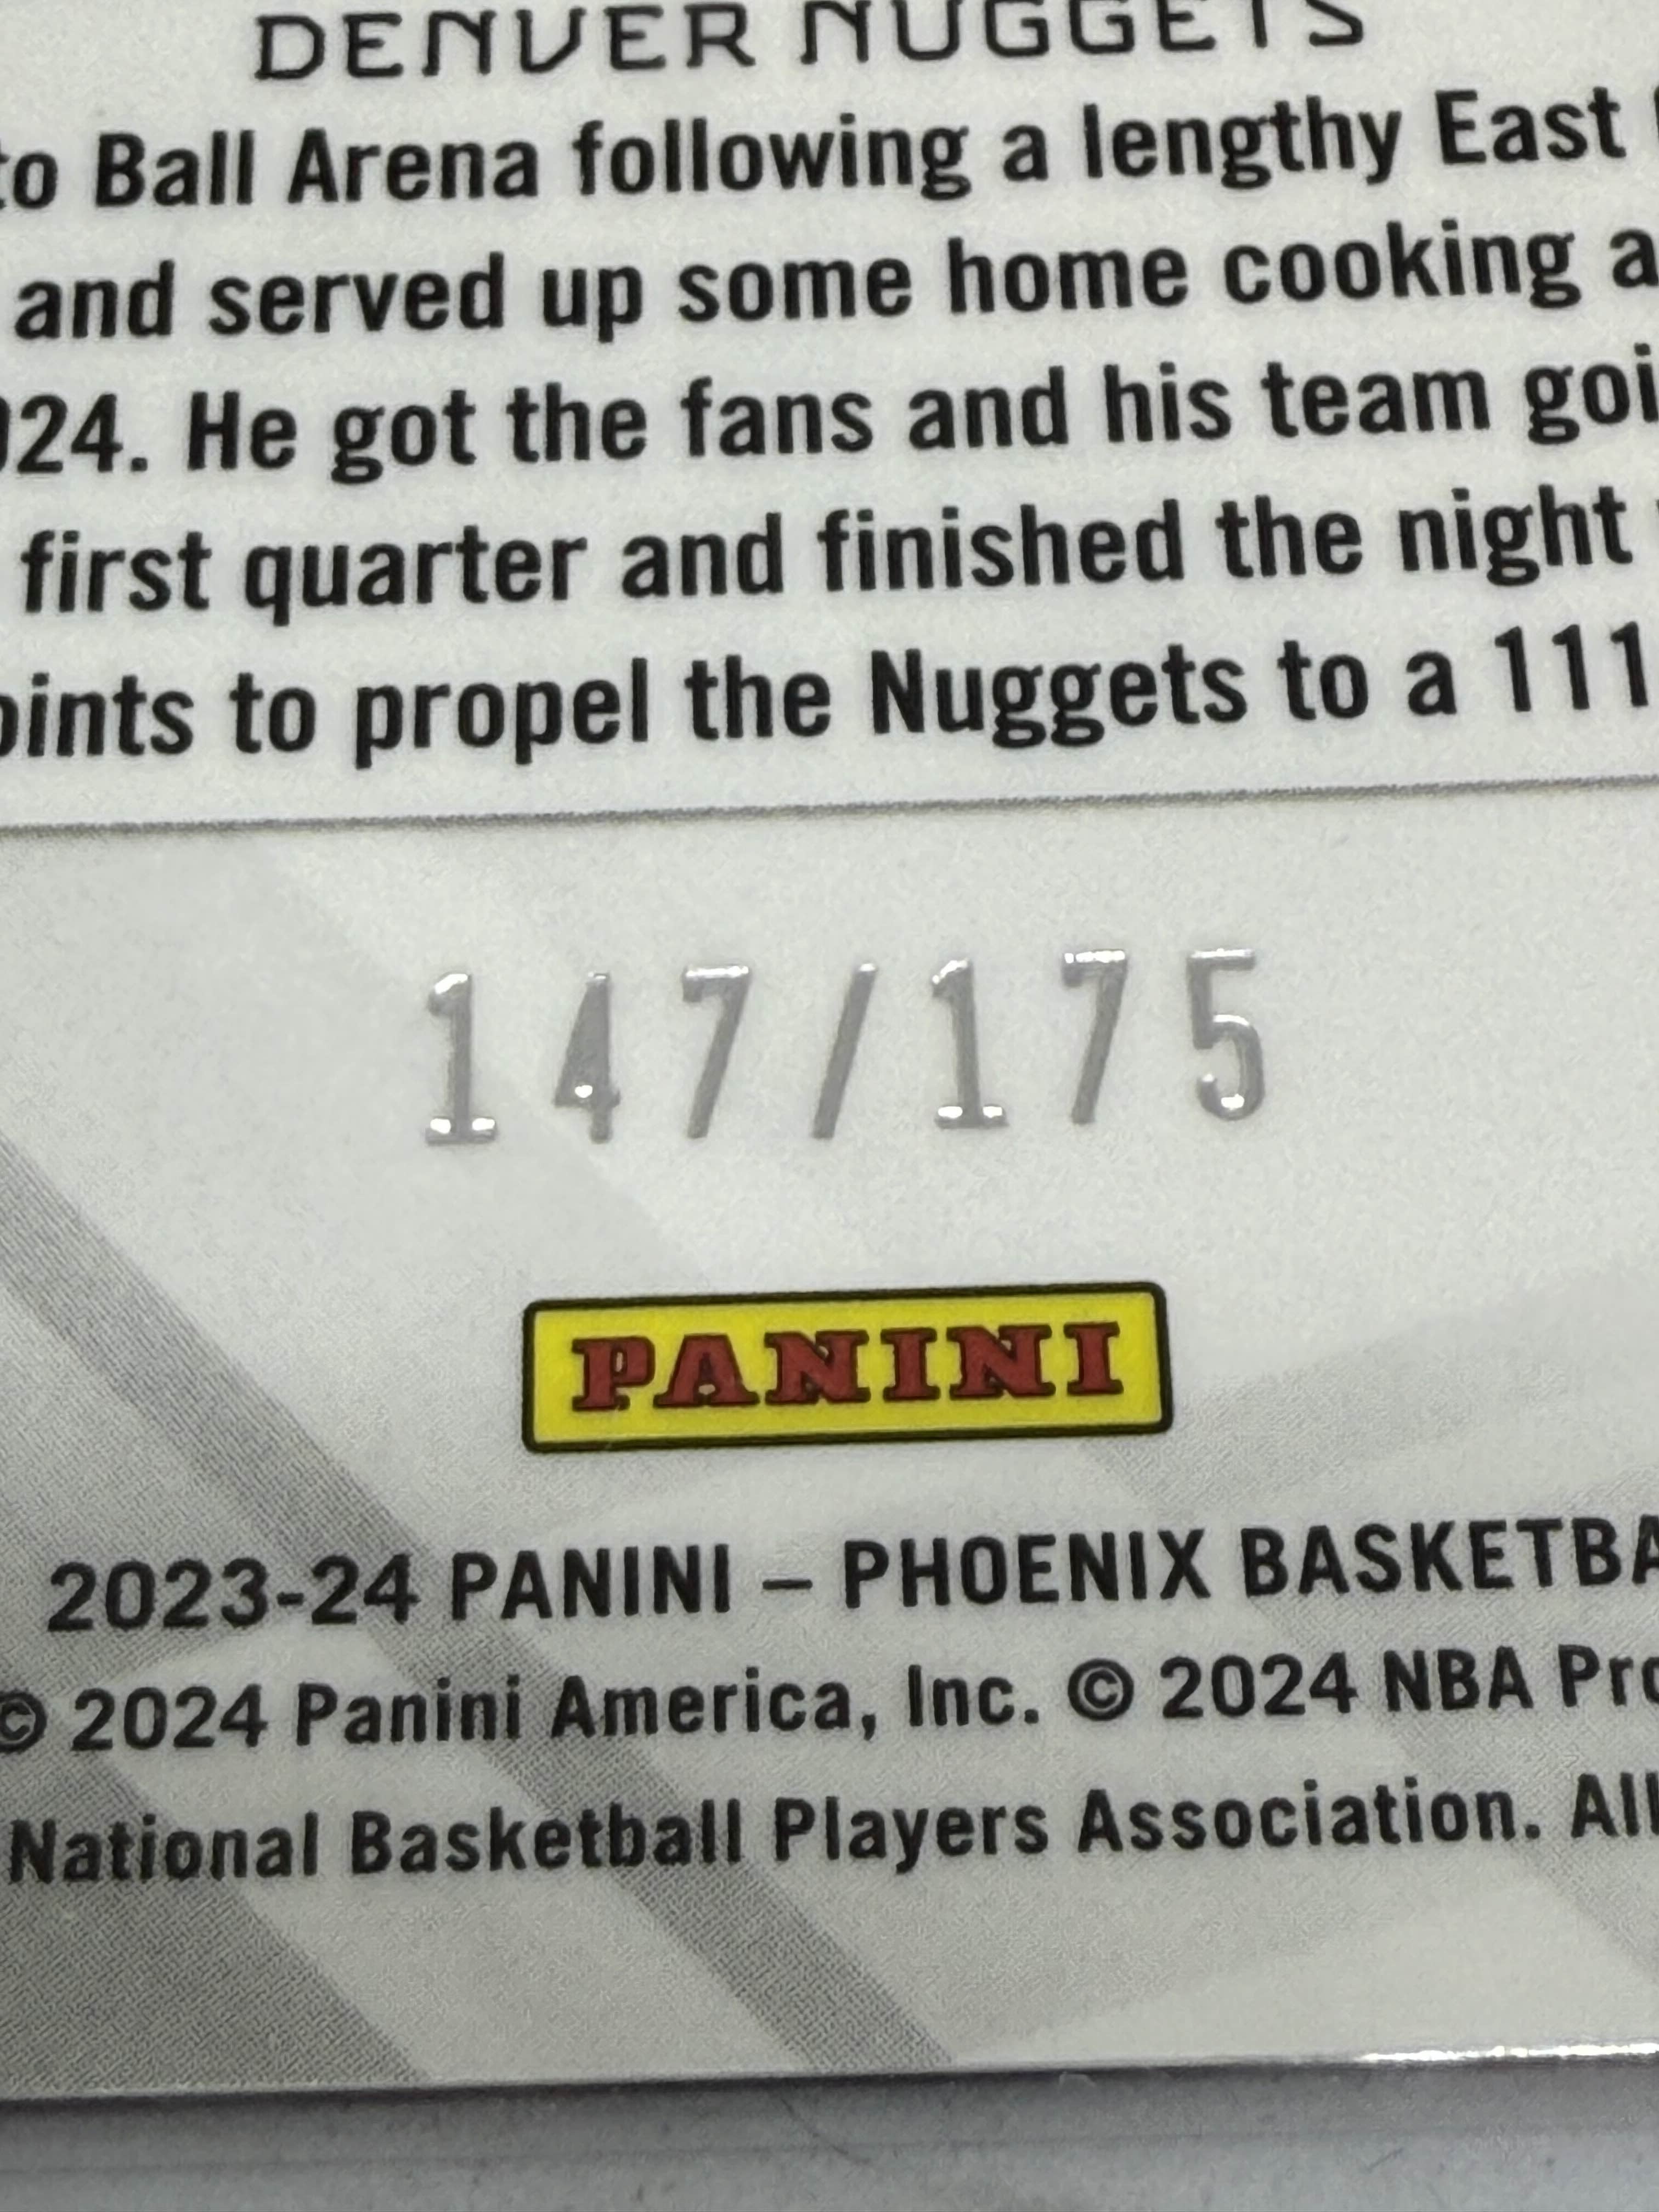 DENVER NUGGETS
to Ball Arena following a lengthy East
and served up some home cooking a
024. He got the fans and his team goi
first quarter and finished the night
oints to propel the Nuggets to a 111
147/175
PANINI
2023-24 PANINI – PHOENIX BASKETBA
© 2024 Panini America, Inc. © 2024 NBA Pro
National Basketball Players Association. All